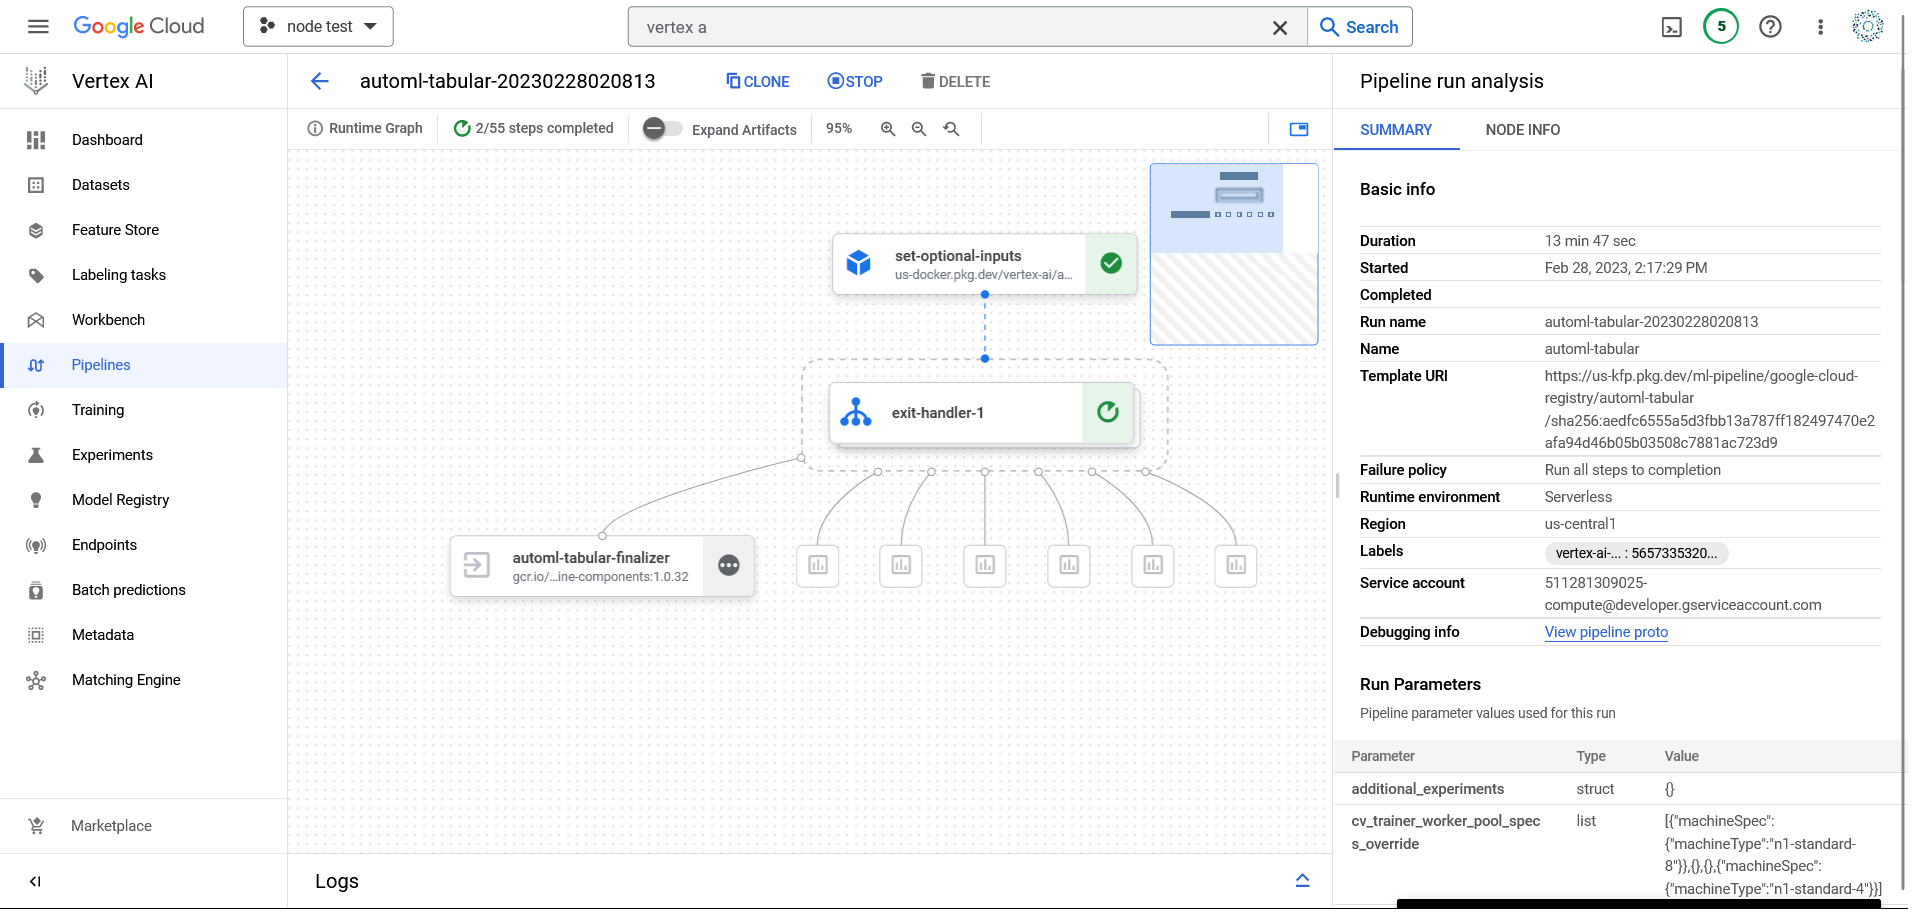 Google Cloud
node test
vertex a
Search
5
Vertex AI
automl-tabular-20230228020813
CLONE
STOP
DELETE
Pipeline run analysis
Runtime Graph
2/55 steps completed
Expand Artifacts
95%
SUMMARY
NODE INFO
Dashboard
Datasets
Feature Store
Labeling tasks
Workbench
Pipelines
Training
Experiments
Model Registry
Endpoints
Batch predictions
Metadata
Matching Engine
Marketplace
set-optional-inputs
us-docker.pkg.dev/vertex-ai/a...
exit-handler-1
automl-tabular-finalizer
gcr.io/...ine-components:1.0.32
Logs
Basic info
Duration 13 min 47 sec
Started Feb 28, 2023, 2:17:29 PM
Completed
Run name automl-tabular-20230228020813
Name automl-tabular
Template URI https://us-kfp.pkg.dev/ml-pipeline/google-cloud-
registry/automl-tabular
/sha256:aedfc6555a5d3fbb13a787ff182497470e2
afa94d46b05b03508c7881ac723d9
Failure policy Run all steps to completion
Runtime environment Serverless
Region us-central1
Labels vertex-ai-... : 5657335320...
Service account 511281309025-
compute@developer.gserviceaccount.com
Debugging info View pipeline proto
Run Parameters
Pipeline parameter values used for this run
Parameter Type Value
additional_experiments struct {}
cv_trainer_worker_pool_spec list [{"machineSpec":
s_override {"machineType":"n1-standard-
8"}},{},{},{"machineSpec":
{"machineType":"n1-standard-4"}}]